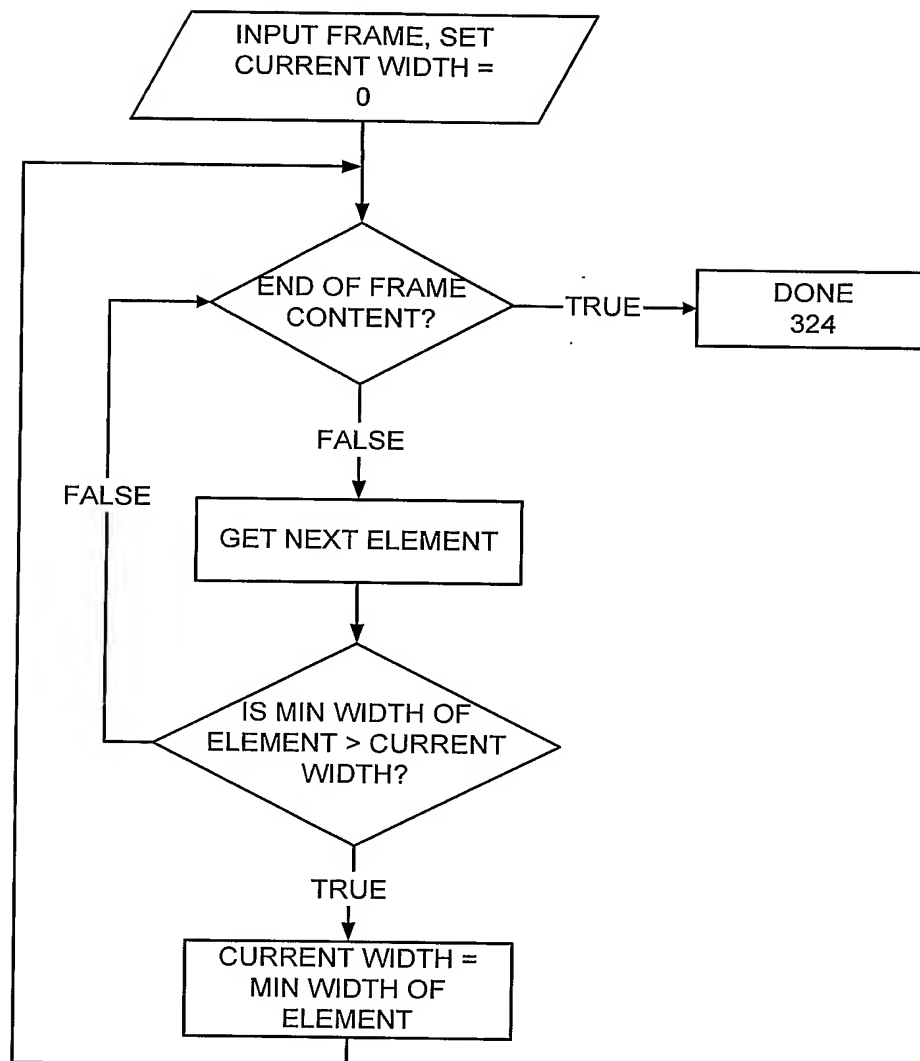 INPUT FRAME, SET
CURRENT WIDTH =
0
END OF FRAME
CONTENT?
TRUE
DONE
324
FALSE
FALSE
GET NEXT ELEMENT
IS MIN WIDTH OF
ELEMENT > CURRENT
WIDTH?
TRUE
CURRENT WIDTH =
MIN WIDTH OF
ELEMENT